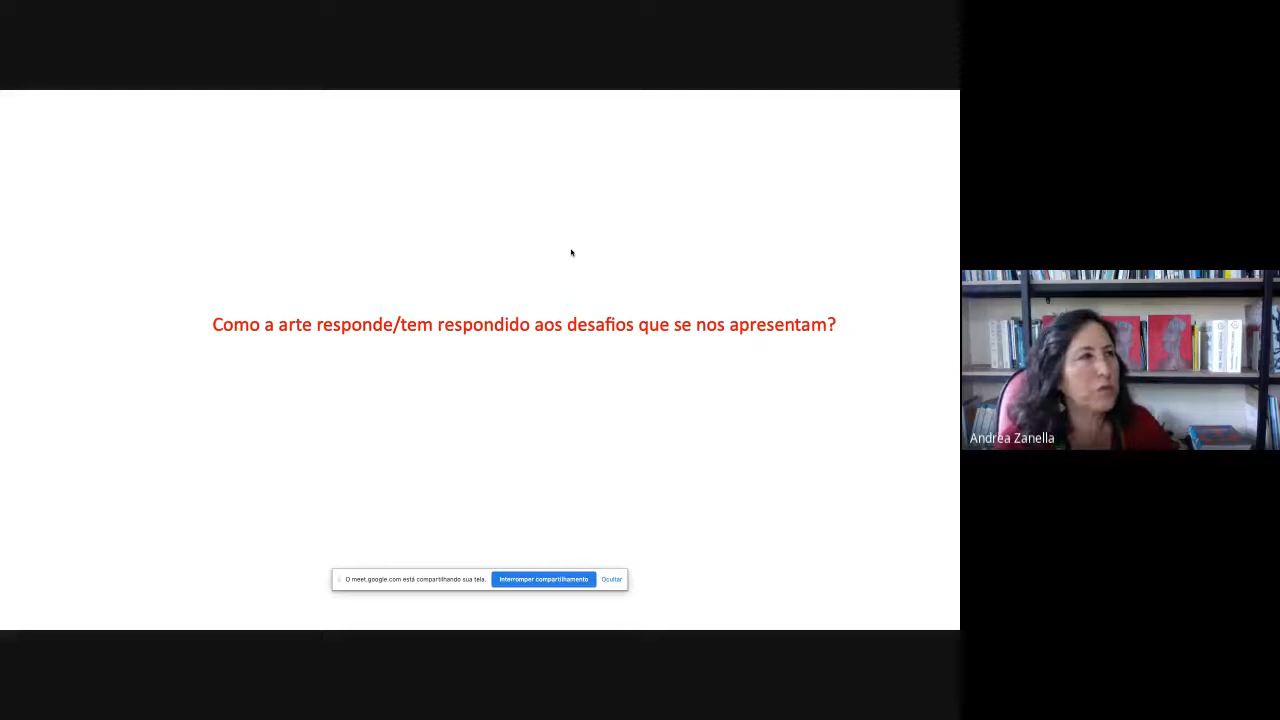 Como a arte responde/tem respondido aos desafios que se nos apresentam?
Andrea Zanella
O meet.google.com está compartilhando sua tela. Interromper compartilhamento Ocultar